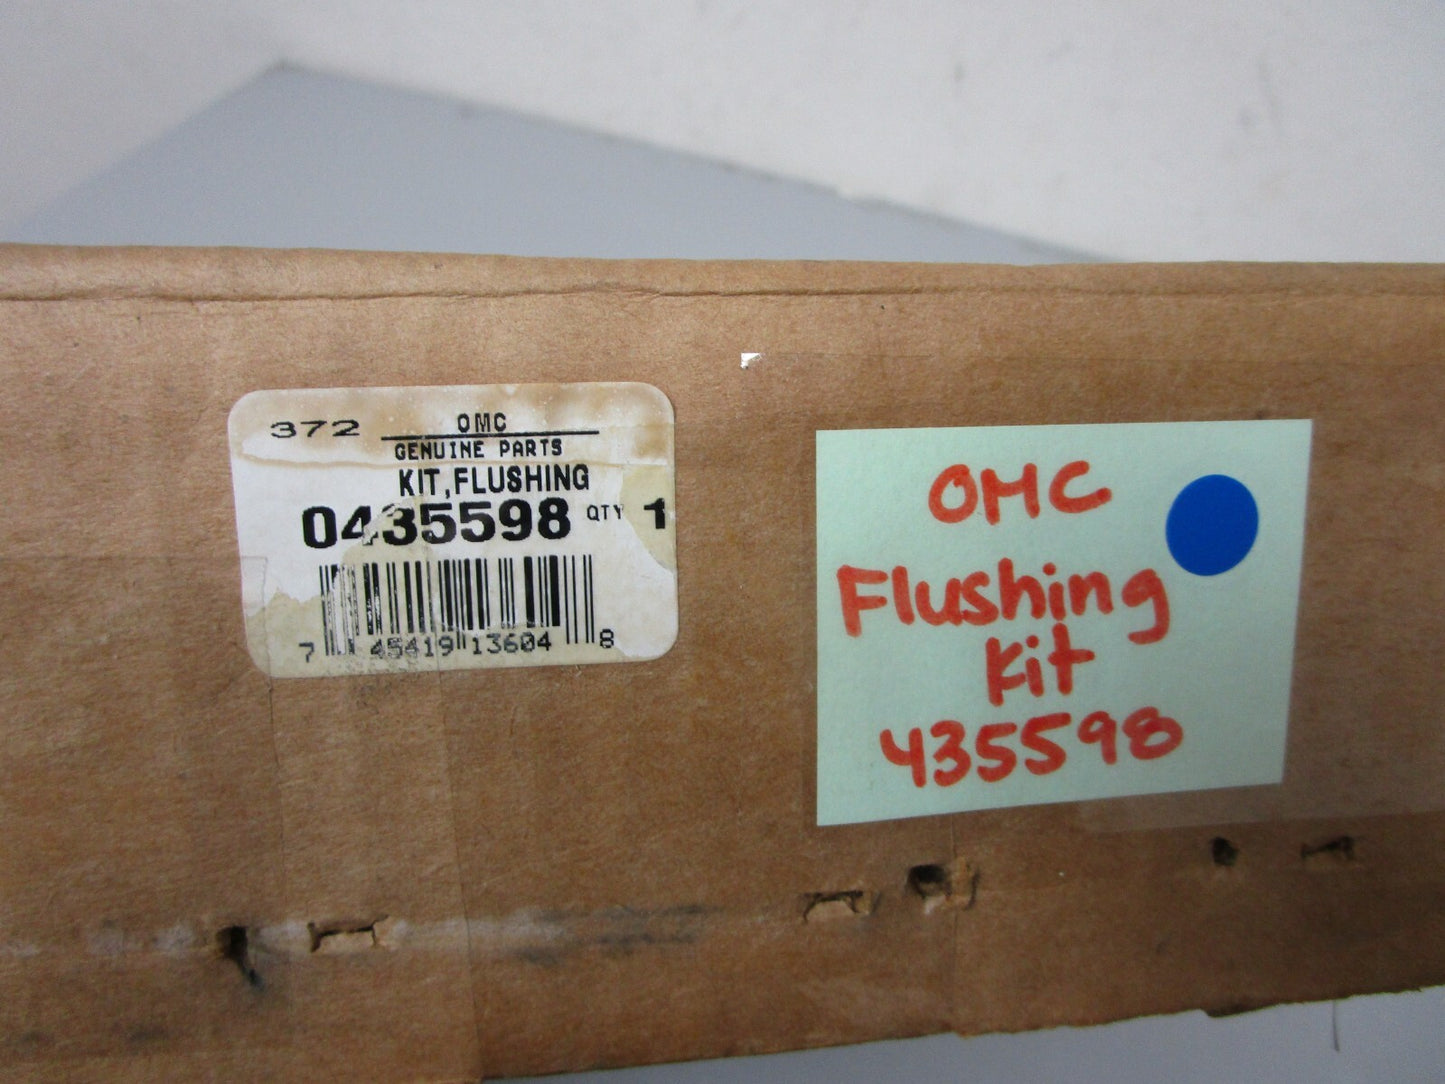 372
OMC
GENUINE PARTS
KIT,FLUSHING
0435598 QTY 1
7 45419 13604 8
OMC
Flushing
Kit
435598